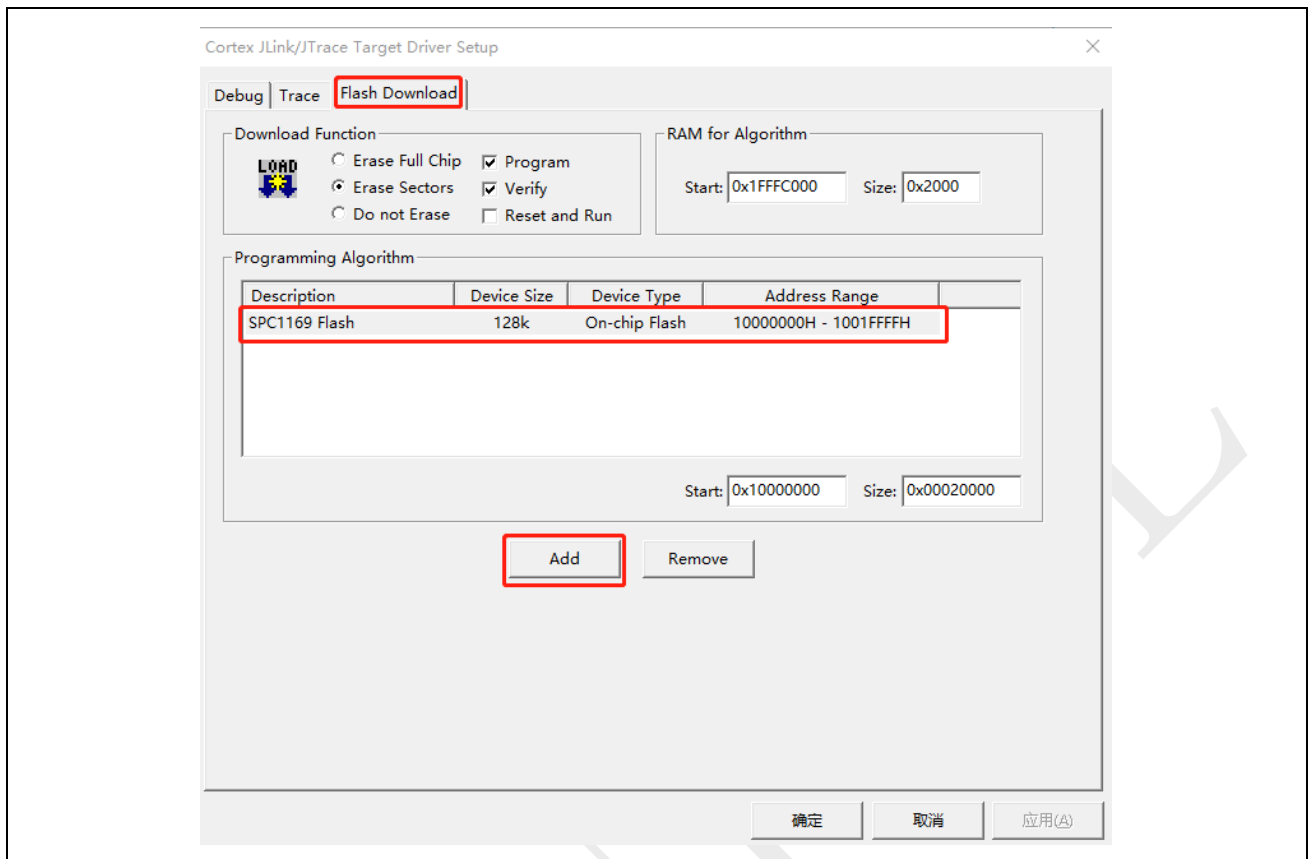 Cortex JLink/JTrace Target Driver Setup
Debug Trace Flash Download
Download Function
LOAD
Erase Full Chip
Erase Sectors
Do not Erase
Program
Verify
Reset and Run
RAM for Algorithm
Start: 0x1FFFC000 Size: 0x2000
Programming Algorithm
Description Device Size Device Type Address Range
SPC1169 Flash 128k On-chip Flash 10000000H - 1001FFFFH
Start: 0x10000000 Size: 0x00020000
Add Remove
确定 取消 应用(A)
L